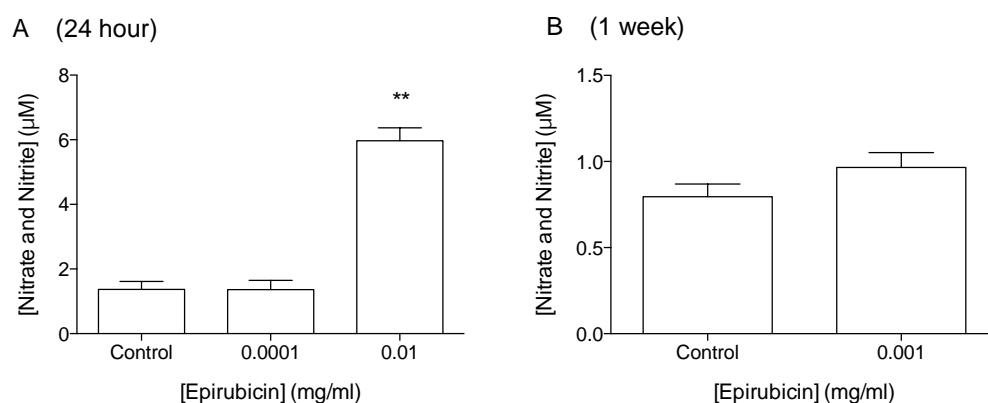 A (24 hour)
[Nitrate and Nitrite] (µM)
8
6
4
2
0
**
Control 0.0001 0.01
[Epirubicin] (mg/ml)
B (1 week)
[Nitrate and Nitrite] (µM)
1.5
1.0
0.5
0.0
Control 0.001
[Epirubicin] (mg/ml)